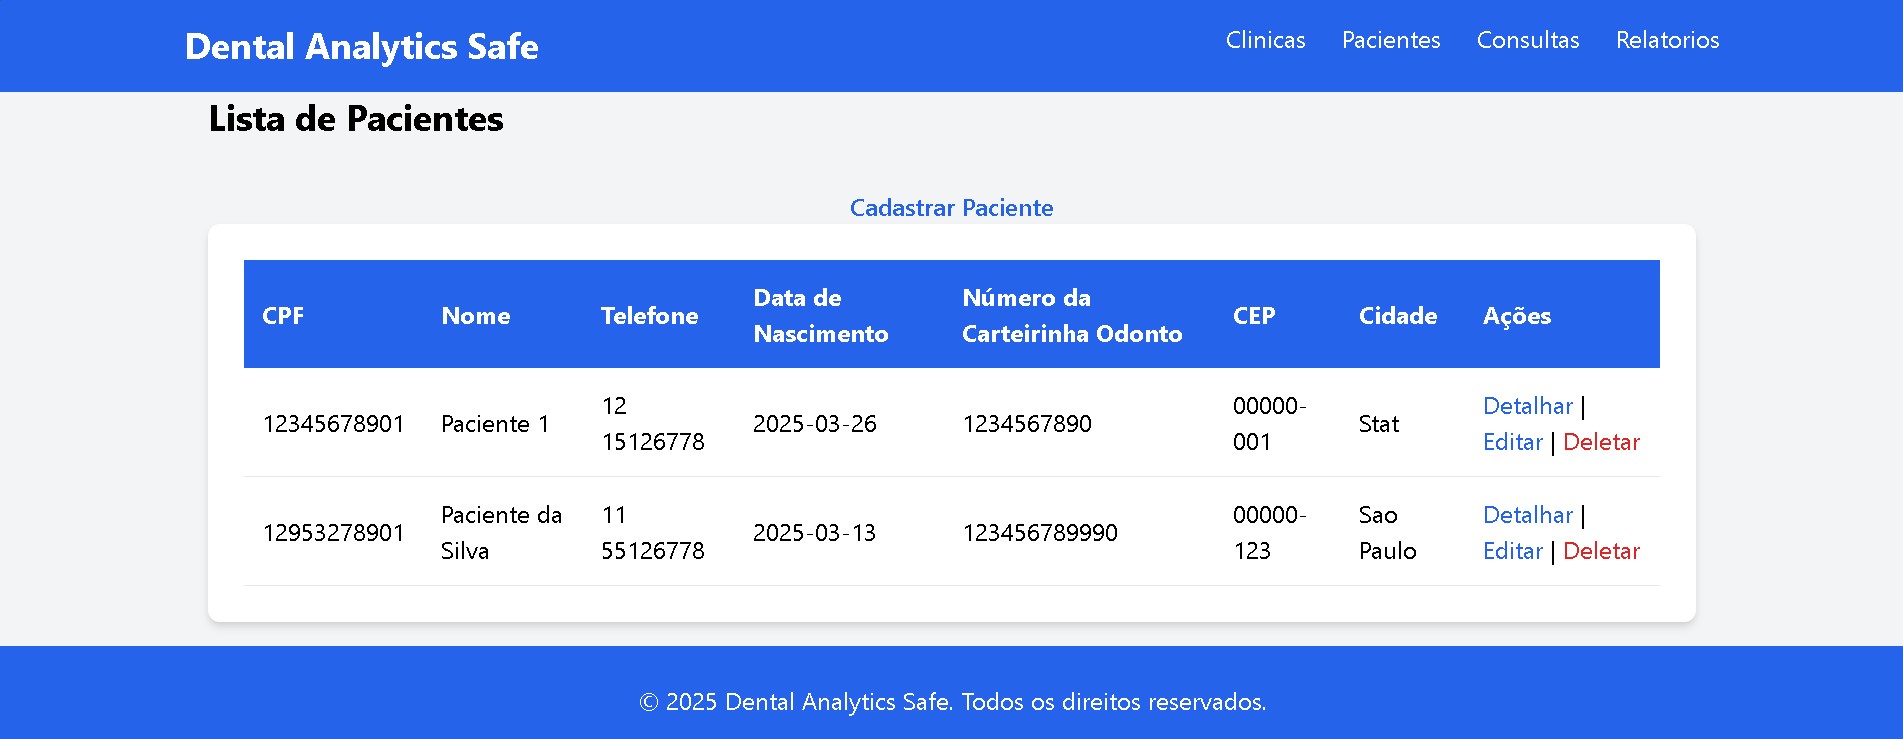 Dental Analytics Safe
Clinicas Pacientes Consultas Relatorios
Lista de Pacientes
Cadastrar Paciente
CPF
Nome
Telefone
Data de
Nascimento
Número da
Carteirinha Odonto
CEP
Cidade
Ações
12345678901
Paciente 1
12
15126778
2025-03-26
1234567890
00000-
001
Stat
Detalhar |
Editar | Deletar
12953278901
Paciente da
Silva
11
55126778
2025-03-13
123456789990
00000-
123
Sao
Paulo
Detalhar |
Editar | Deletar
© 2025 Dental Analytics Safe. Todos os direitos reservados.